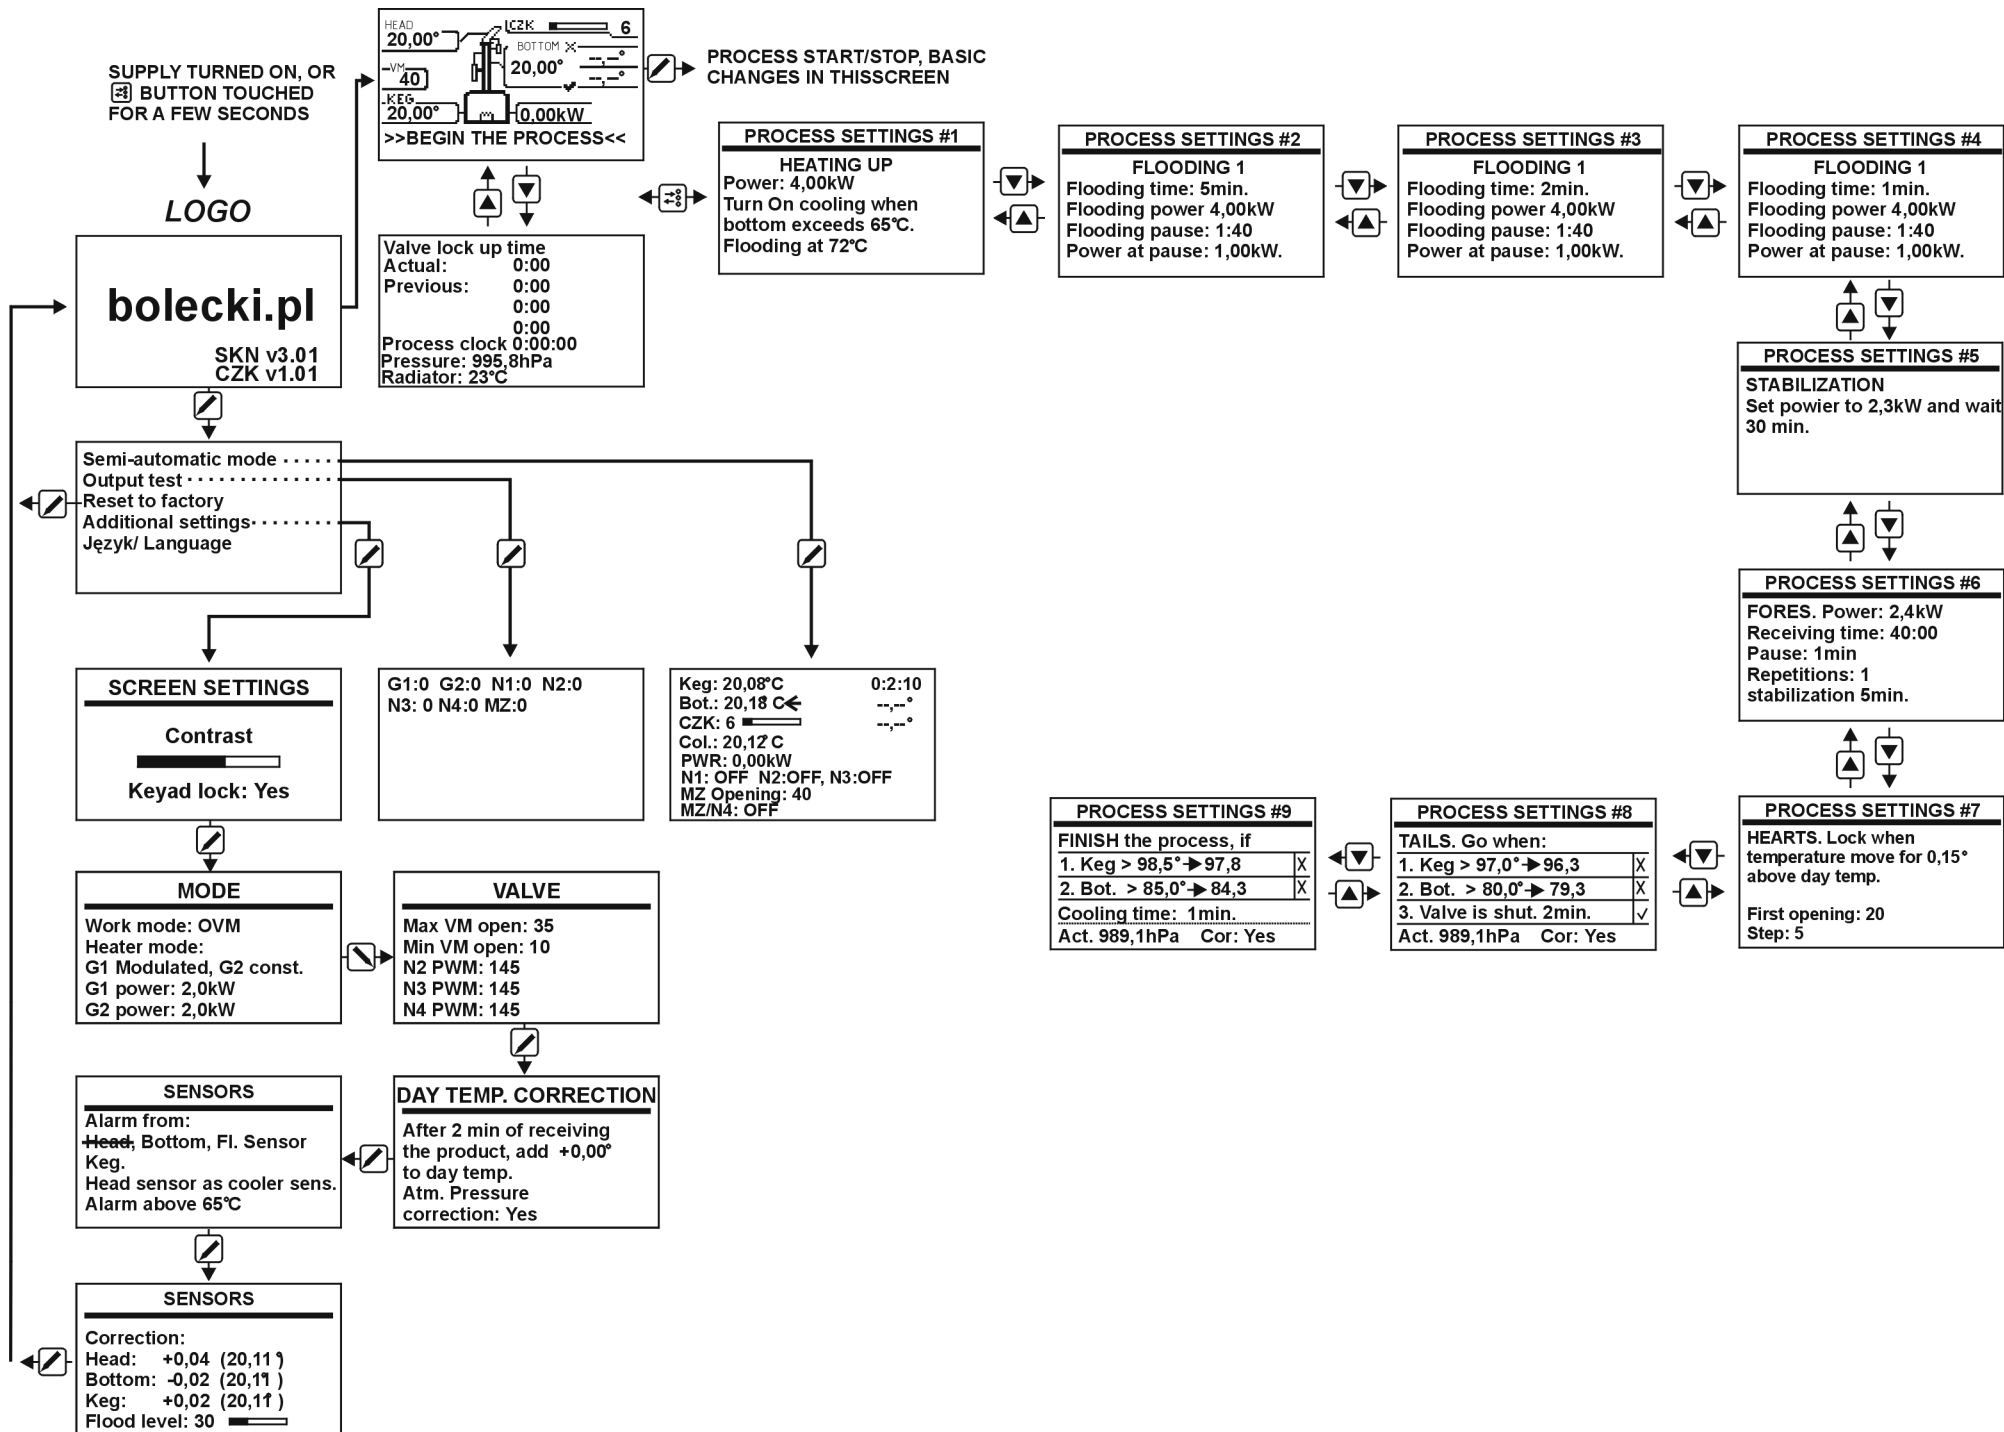 SUPPLY TURNED ON, OR
BUTTON TOUCHED
FOR A FEW SECONDS
LOGO
bolecki.pl
SKN v3.01
CZK v1.01
HEAD
20,00°
CZK 6
BOTTOM
20,00°
--,--°
--,--°
VM
40
KEG
20,00°
0,00kW
>>BEGIN THE PROCESS<<
PROCESS START/STOP, BASIC
CHANGES IN THISSCREEN
Valve lock up time
Actual: 0:00
Previous: 0:00
0:00
0:00
Process clock 0:00:00
Pressure: 995,8hPa
Radiator: 23°C
PROCESS SETTINGS #1
HEATING UP
Power: 4,00kW
Turn On cooling when
bottom exceeds 65°C.
Flooding at 72°C
PROCESS SETTINGS #2
FLOODING 1
Flooding time: 5min.
Flooding power 4,00kW
Flooding pause: 1:40
Power at pause: 1,00kW.
PROCESS SETTINGS #3
FLOODING 1
Flooding time: 2min.
Flooding power 4,00kW
Flooding pause: 1:40
Power at pause: 1,00kW.
PROCESS SETTINGS #4
FLOODING 1
Flooding time: 1min.
Flooding power 4,00kW
Flooding pause: 1:40
Power at pause: 1,00kW.
PROCESS SETTINGS #5
STABILIZATION
Set powier to 2,3kW and wait
30 min.
PROCESS SETTINGS #6
FORES. Power: 2,4kW
Receiving time: 40:00
Pause: 1min
Repetitions: 1
stabilization 5min.
PROCESS SETTINGS #7
HEARTS. Lock when
temperature move for 0,15°
above day temp.
First opening: 20
Step: 5
PROCESS SETTINGS #8
TAILS. Go when:
1. Keg > 97,0°→96,3 X
2. Bot. > 80,0°→79,3 X
3. Valve is shut. 2min. ✓
Act. 989,1hPa Cor: Yes
PROCESS SETTINGS #9
FINISH the process, if
1. Keg > 98,5°→97,8 X
2. Bot. > 85,0°→84,3 X
Cooling time: 1min.
Act. 989,1hPa Cor: Yes
Semi-automatic mode
Output test
Reset to factory
Additional settings
Język/ Language
SCREEN SETTINGS
Contrast
Keyad lock: Yes
G1:0 G2:0 N1:0 N2:0
N3: 0 N4:0 MZ:0
Keg: 20,08°C 0:2:10
Bot.: 20,18°C← --,--°
CZK: 6 --,--°
Col.: 20,12°C
PWR: 0,00kW
N1: OFF N2:OFF, N3:OFF
MZ Opening: 40
MZ/N4: OFF
MODE
Work mode: OVM
Heater mode:
G1 Modulated, G2 const.
G1 power: 2,0kW
G2 power: 2,0kW
VALVE
Max VM open: 35
Min VM open: 10
N2 PWM: 145
N3 PWM: 145
N4 PWM: 145
DAY TEMP. CORRECTION
After 2 min of receiving
the product, add +0,00°
to day temp.
Atm. Pressure
correction: Yes
SENSORS
Alarm from:
Head, Bottom, Fl. Sensor
Keg.
Head sensor as cooler sens.
Alarm above 65°C
SENSORS
Correction:
Head: +0,04 (20,11°)
Bottom: -0,02 (20,11°)
Keg: +0,02 (20,11°)
Flood level: 30